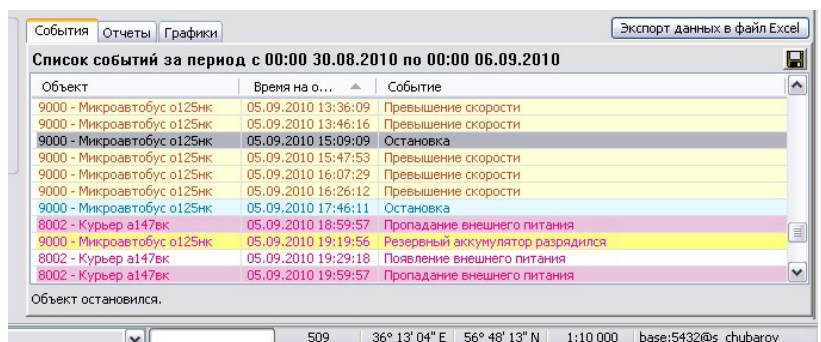 События Отчеты Графики Экспорт данных в файл Excel
Список событий за период с 00:00 30.08.2010 по 00:00 06.09.2010
Объект Время на о... Событие
9000 - Микроавтобус о125нк 05.09.2010 13:36:09 Превышение скорости
9000 - Микроавтобус о125нк 05.09.2010 13:46:16 Превышение скорости
9000 - Микроавтобус о125нк 05.09.2010 15:09:09 Остановка
9000 - Микроавтобус о125нк 05.09.2010 15:47:53 Превышение скорости
9000 - Микроавтобус о125нк 05.09.2010 16:07:29 Превышение скорости
9000 - Микроавтобус о125нк 05.09.2010 16:26:12 Превышение скорости
9000 - Микроавтобус о125нк 05.09.2010 17:46:11 Остановка
8002 - Курьер а147вк 05.09.2010 18:59:57 Пропадание внешнего питания
9000 - Микроавтобус о125нк 05.09.2010 19:19:56 Резервный аккумулятор разрядился
8002 - Курьер а147вк 05.09.2010 19:29:18 Появление внешнего питания
8002 - Курьер а147вк 05.09.2010 19:59:57 Пропадание внешнего питания
Объект остановился.
509 36° 13' 04" E 56° 48' 13" N 1:10 000 base:5432@s_chubarov